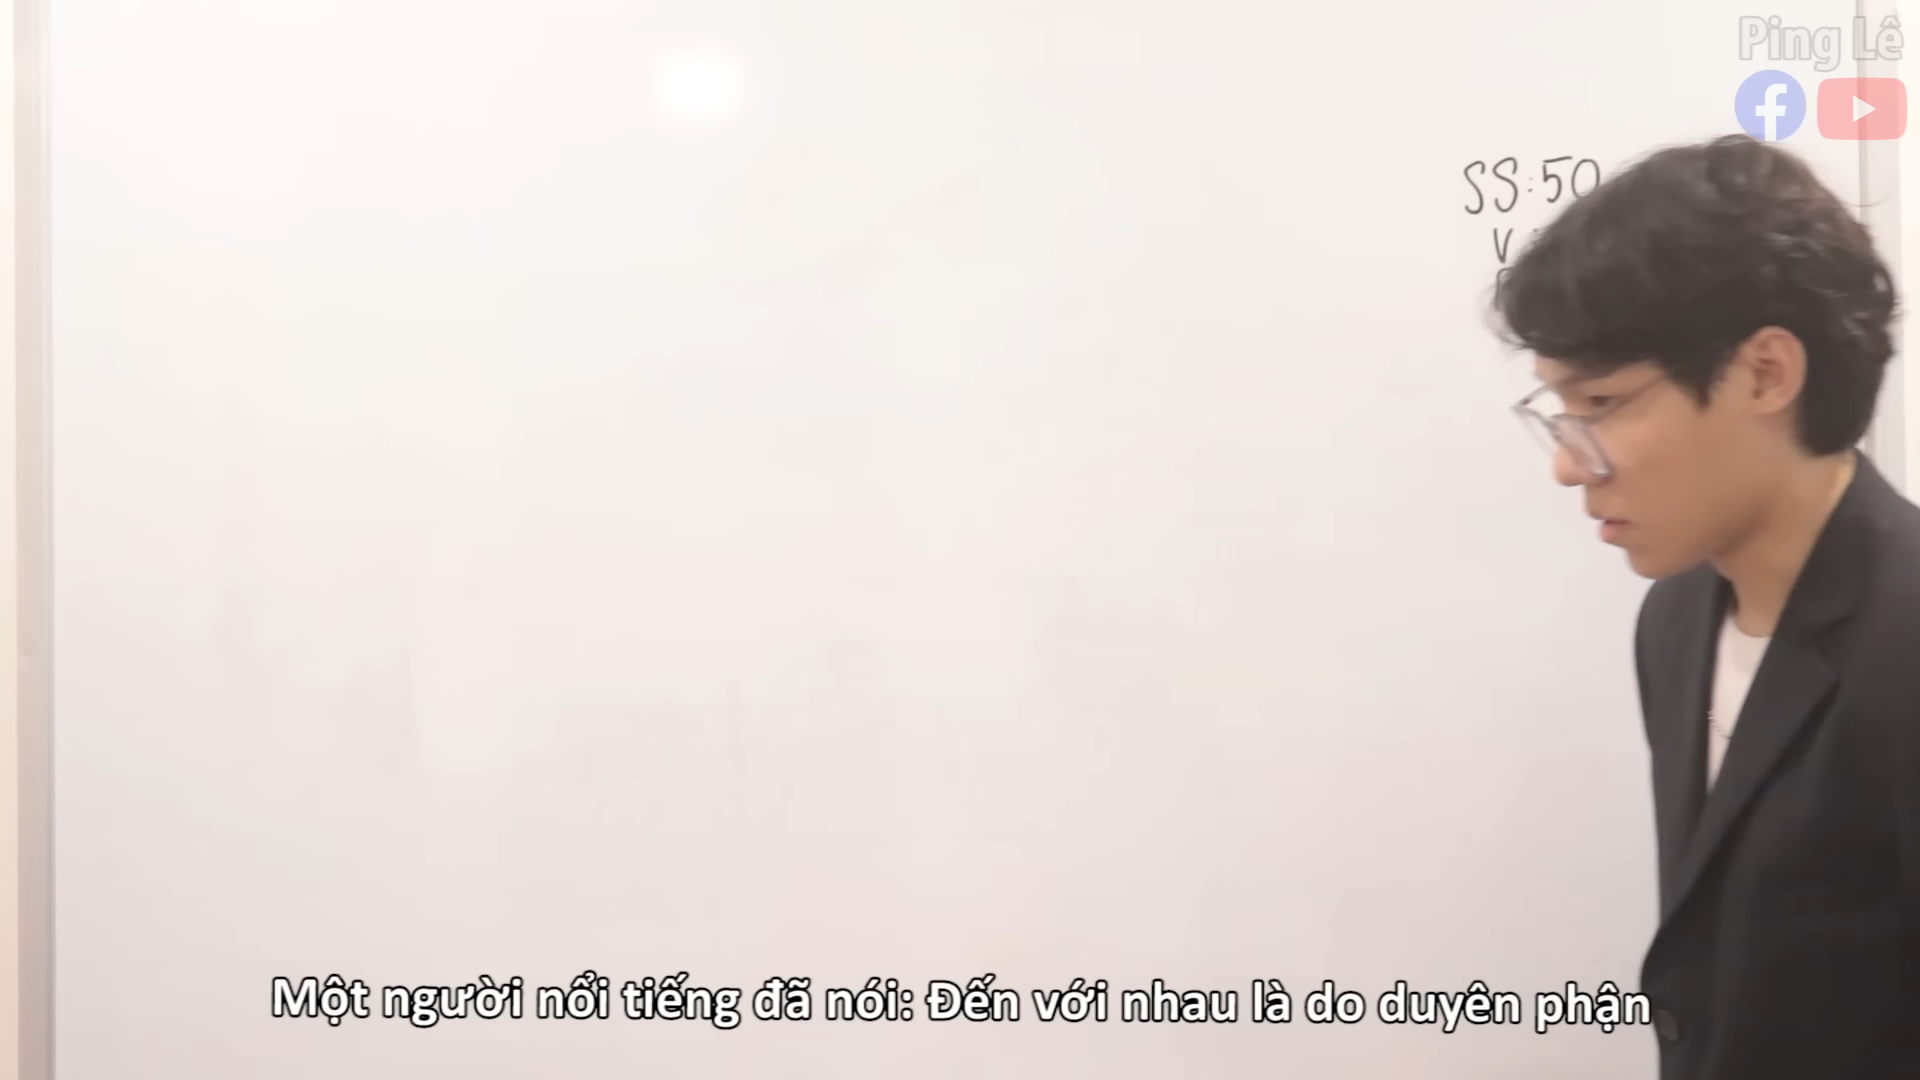 Ping Lê
SS:50
V
Một người nổi tiếng đã nói: Đến với nhau là do duyên phận